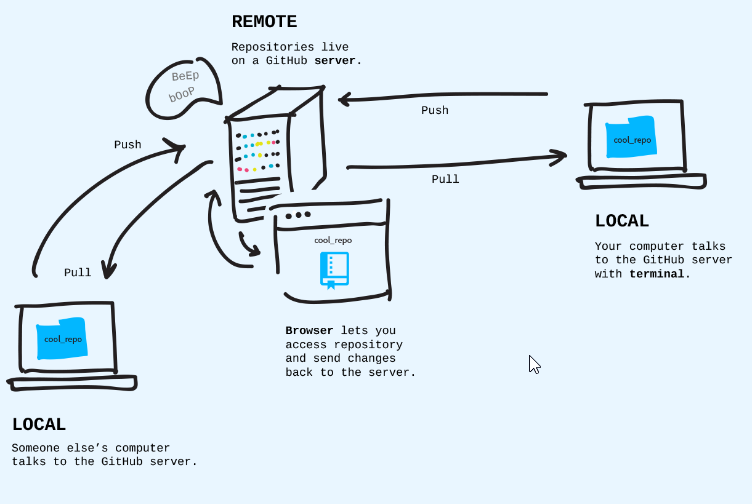 REMOTE
Repositories live
on a GitHub server.
BeEp
bOoP
Push
Pull
cool_repo
LOCAL
Your computer talks
to the GitHub server
with terminal.
Push
Pull
cool_repo
Browser lets you
access repository
and send changes
back to the server.
cool_repo
LOCAL
Someone else’s computer
talks to the GitHub server.